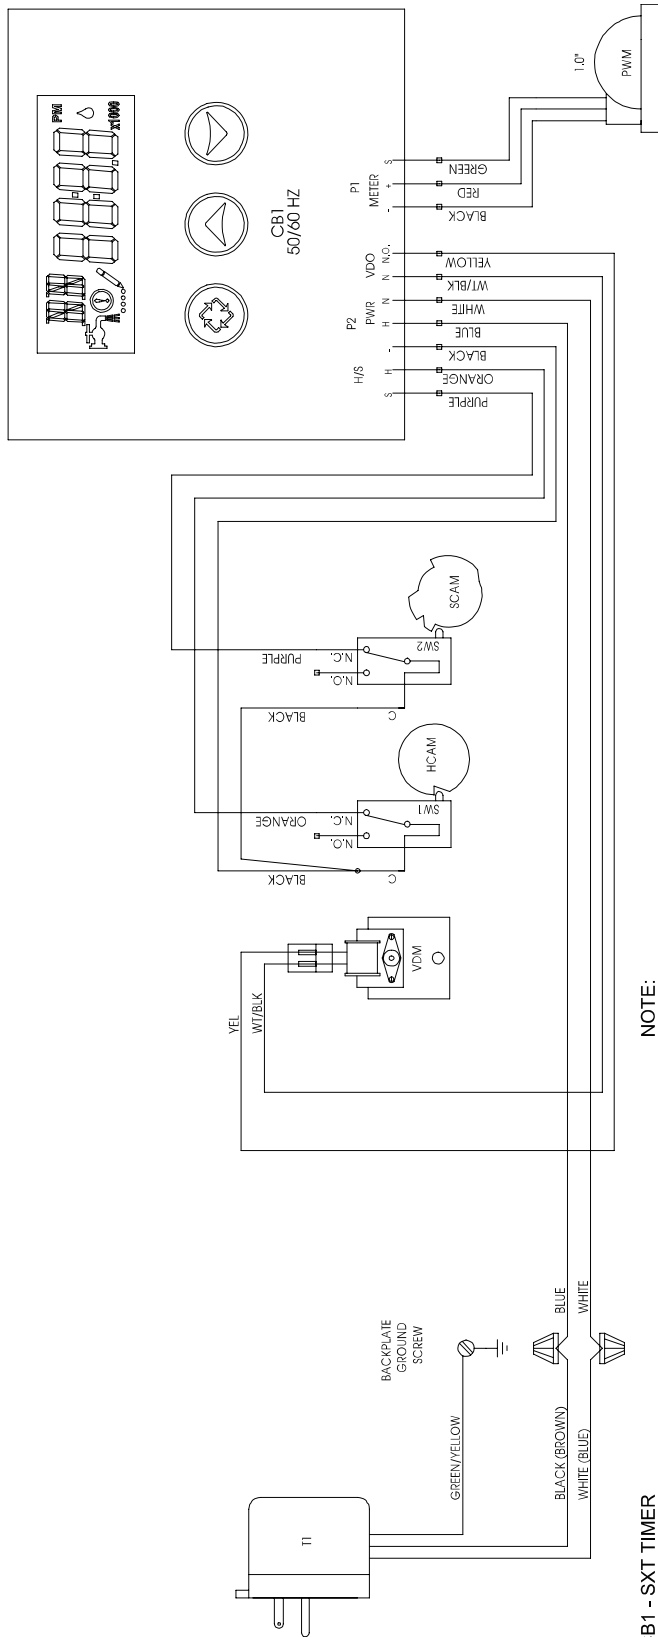 PM
x1000
CB1
50/60 HZ
P1
METER
S
+
-
P2
VDO
PWR
H/S
N.O.
N
N
H
-
H
S
GREEN
RED
BLACK
YELLOW
WT/BLK
WHITE
BLUE
BLACK
ORANGE
PURPLE
1.0"
PWM
SCAM
SW2
PURPLE
N.C.
N.O.
BLACK
C
HCAM
SW1
ORANGE
N.C.
N.O.
BLACK
C
VDM
YEL
WT/BLK
BACKPLATE
GROUND
SCREW
GREEN/YELLOW
BLUE
WHITE
BLACK (BROWN)
WHITE (BLUE)
T1
NOTE:
B1 - SXT TIMER